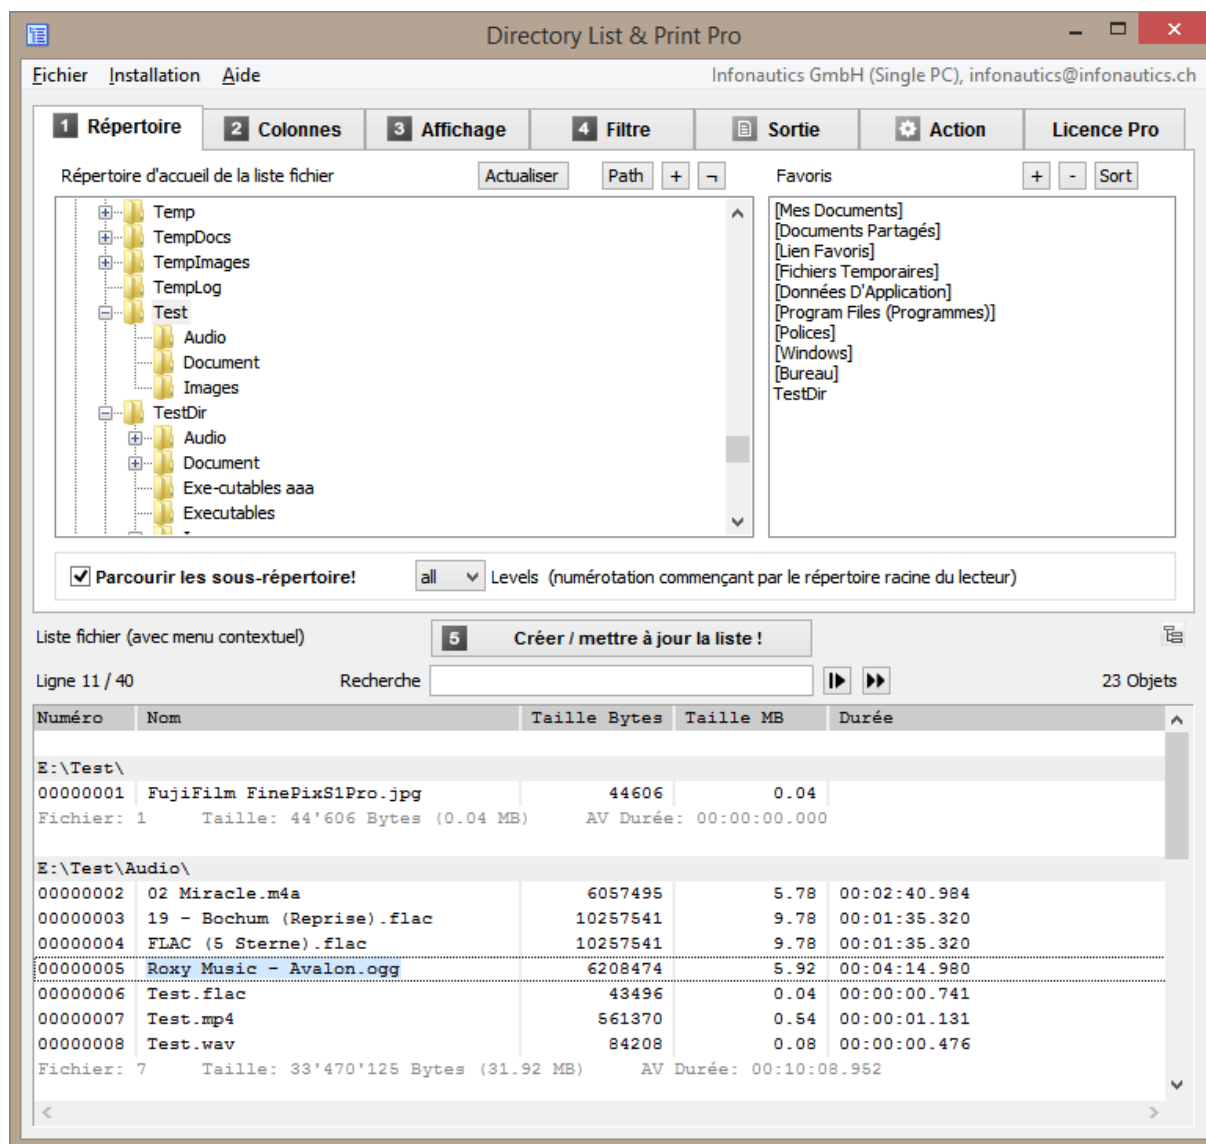 Directory List & Print Pro
Fichier Installation Aide Infonautics GmbH (Single PC), infonautics@infonautics.ch
1 Répertoire 2 Colonnes 3 Affichage 4 Filtre Sortie Action Licence Pro
Répertoire d'accueil de la liste fichier Actualiser Path + ¬ Favoris + - Sort
Temp
TempDocs
TempImages
TempLog
Test
Audio
Document
Images
TestDir
Audio
Document
Exe-cutables aaa
Executables
[Mes Documents]
[Documents Partagés]
[Lien Favoris]
[Fichiers Temporaires]
[Données D'Application]
[Program Files (Programmes)]
[Polices]
[Windows]
[Bureau]
TestDir
Parcourir les sous-répertoire! all Levels (numérotation commençant par le répertoire racine du lecteur)
Liste fichier (avec menu contextuel) 5 Créer / mettre à jour la liste !
Ligne 11 / 40 Recherche 23 Objets
Numéro Nom Taille Bytes Taille MB Durée
E:\Test\
00000001 FujiFilm FinePixS1Pro.jpg 44606 0.04
Fichier: 1 Taille: 44'606 Bytes (0.04 MB) AV Durée: 00:00:00.000
E:\Test\Audio\
00000002 02 Miracle.m4a 6057495 5.78 00:02:40.984
00000003 19 - Bochum (Reprise).flac 10257541 9.78 00:01:35.320
00000004 FLAC (5 Sterne).flac 10257541 9.78 00:01:35.320
00000005 Roxy Music - Avalon.ogg 6208474 5.92 00:04:14.980
00000006 Test.flac 43496 0.04 00:00:00.741
00000007 Test.mp4 561370 0.54 00:00:01.131
00000008 Test.wav 84208 0.08 00:00:00.476
Fichier: 7 Taille: 33'470'125 Bytes (31.92 MB) AV Durée: 00:10:08.952